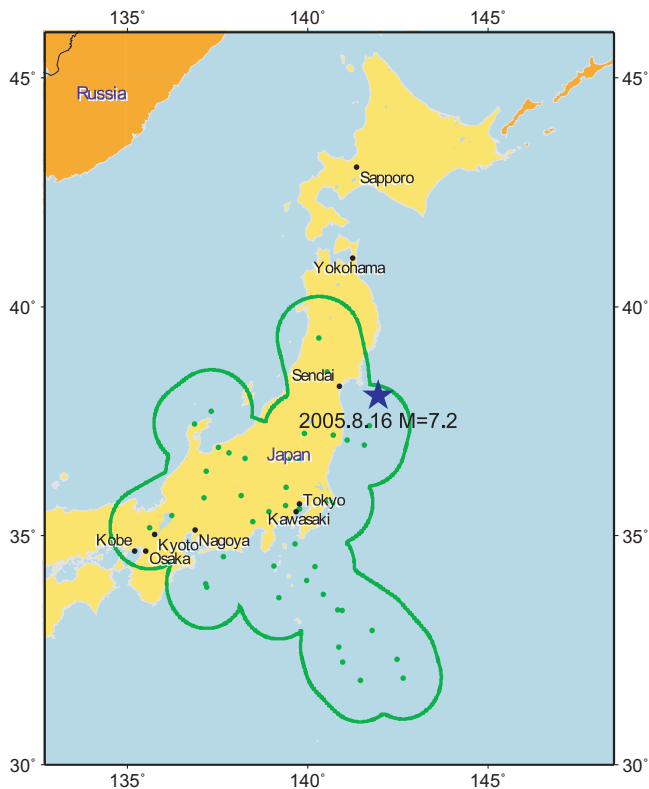 135° 140° 145°
45° 45°
Russia
Sapporo
Yokohama
40° 40°
Sendai
2005.8.16 M=7.2
Japan
Tokyo
Kawasaki
35° 35°
Nagoya
Kobe
Kyoto
Osaka
30° 30°
135° 140° 145°